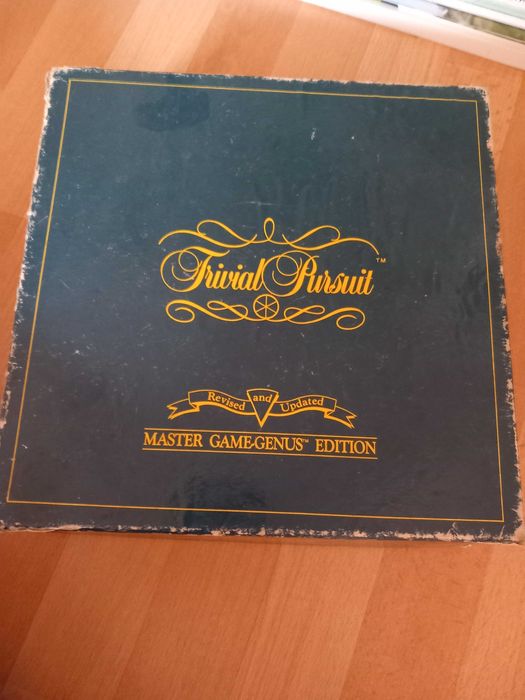 Trivial Pursuit™
Revised and Updated
MASTER GAME-GENUS™ EDITION